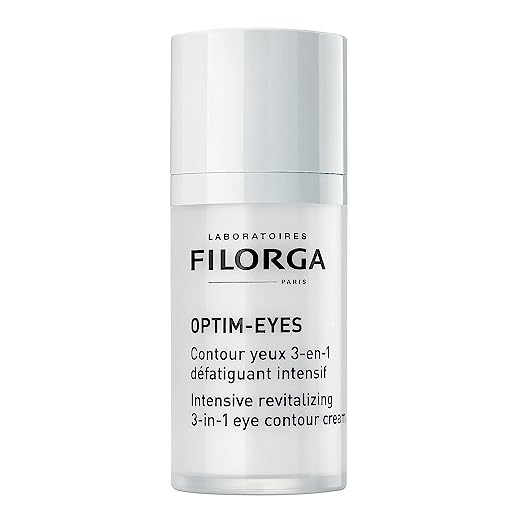 LABORATOIRES
FILORGA
PARIS
OPTIM-EYES
Contour yeux 3-en-1
défatiguant intensif
Intensive revitalizing
3-in-1 eye contour cream